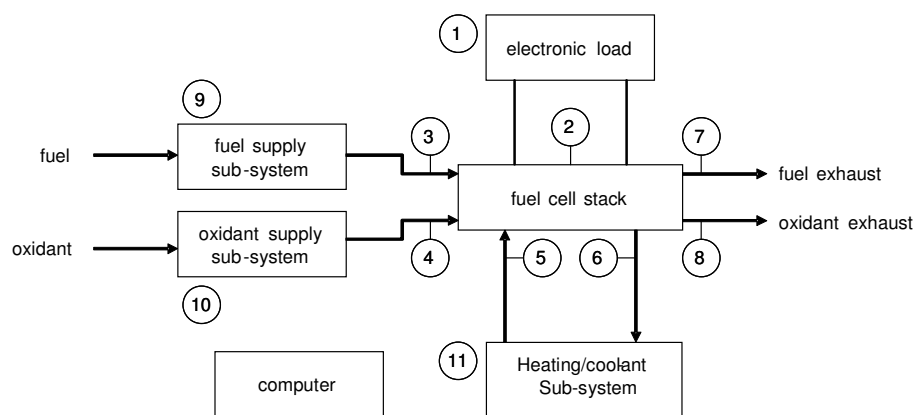 1
electronic load
9
3
2
7
fuel
fuel supply
sub-system
fuel cell stack
fuel exhaust
oxidant
oxidant supply
sub-system
oxidant exhaust
4
5
6
8
10
11
Heating/coolant
Sub-system
computer